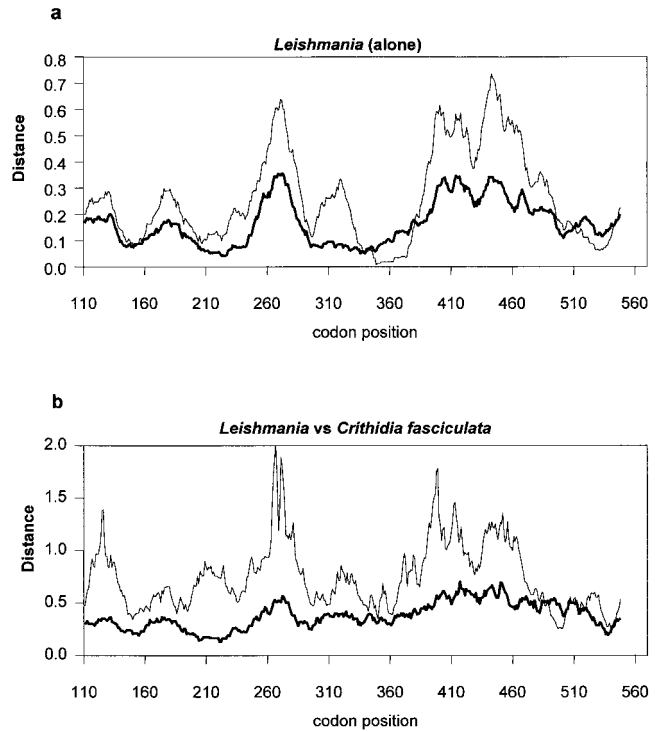 a
Leishmania (alone)
0.8
0.7
0.6
0.5
0.4
0.3
0.2
0.1
0.0
Distance
110 160 210 260 310 360 410 460 510 560
codon position
b
Leishmania vs Crithidia fasciculata
2.0
1.5
1.0
0.5
0.0
Distance
110 160 210 260 310 360 410 460 510 560
codon position